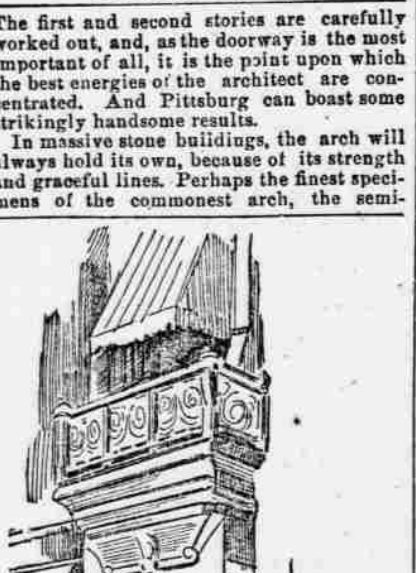 The first and second stories are carefully
worked out, and, as the doorway is the most
important of all, it is the point upon which
the best energies of the architect are con-
centrated. And Pittsburg can boast some
strikingly handsome results.
In massive stone buildings, the arch will
always hold its own, because of its strength
and graceful lines. Perhaps the finest speci-
mens of the commonest arch, the semi-